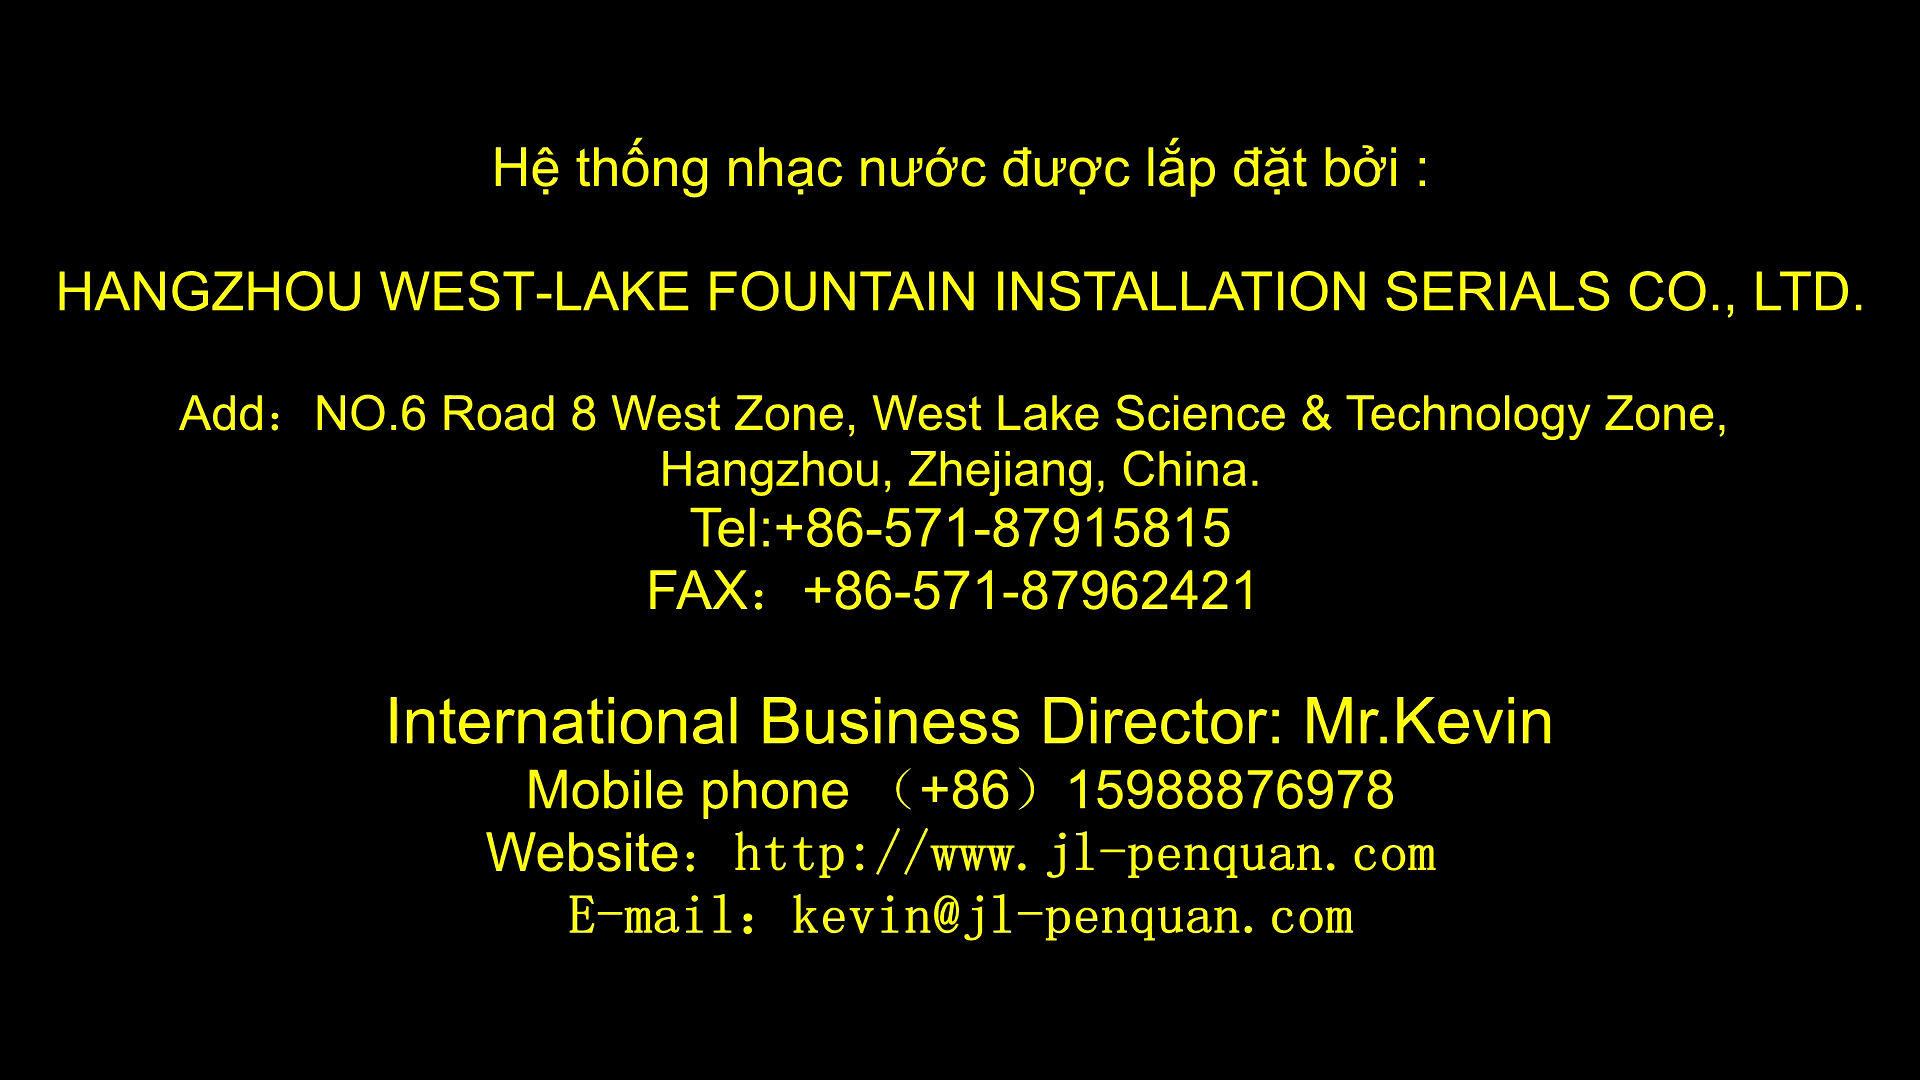 Hệ thống nhạc nước được lắp đặt bởi :
HANGZHOU WEST-LAKE FOUNTAIN INSTALLATION SERIALS CO., LTD.
Add：NO.6 Road 8 West Zone, West Lake Science & Technology Zone,
Hangzhou, Zhejiang, China.
Tel:+86-571-87915815
FAX：+86-571-87962421
International Business Director: Mr.Kevin
Mobile phone （+86）15988876978
Website：http://www.jl-penquan.com
E-mail：kevin@jl-penquan.com